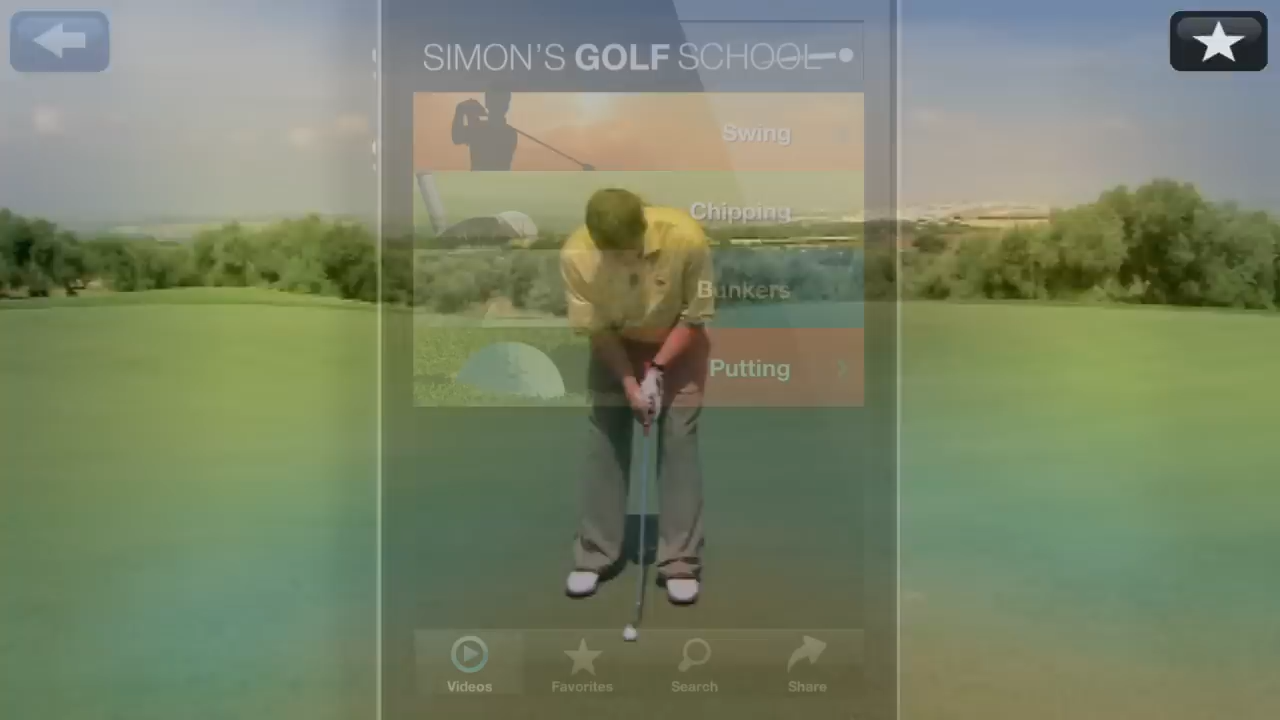 SIMON'S GOLF SCHOOL
Swing
Chipping
Bunkers
Putting
Videos Favorites Search Share